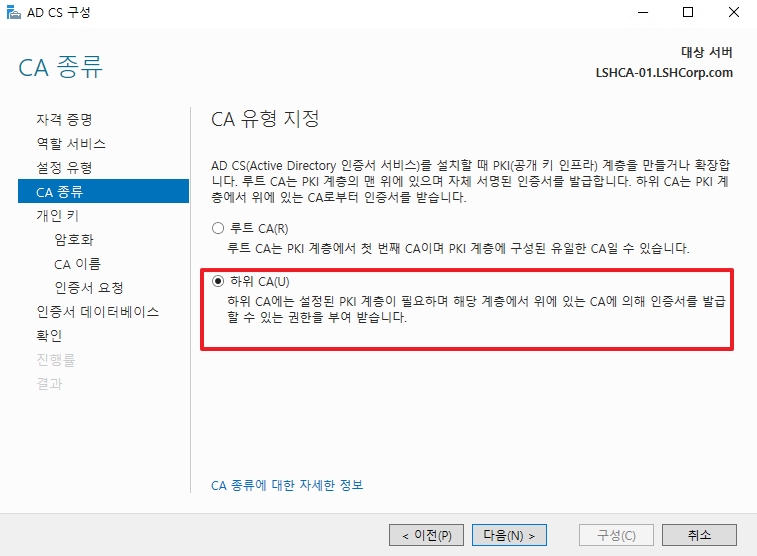 AD CS 구성
CA 종류
대상 서버
LSHCA-01.LSHCorp.com
자격 증명
역할 서비스
설정 유형
CA 종류
개인 키
암호화
CA 이름
인증서 요청
인증서 데이터베이스
확인
진행률
결과
CA 유형 지정
AD CS(Active Directory 인증서 서비스)를 설치할 때 PKI(공개 키 인프라) 계층을 만들거나 확장합
니다. 루트 CA는 PKI 계층의 맨 위에 있으며 자체 서명된 인증서를 발급합니다. 하위 CA는 PKI 계
층에서 위에 있는 CA로부터 인증서를 받습니다.
루트 CA(R)
루트 CA는 PKI 계층에서 첫 번째 CA이며 PKI 계층에 구성된 유일한 CA일 수 있습니다.
하위 CA(U)
하위 CA에는 설정된 PKI 계층이 필요하며 해당 계층에서 위에 있는 CA에 의해 인증서를 발급
할 수 있는 권한을 부여 받습니다.
CA 종류에 대한 자세한 정보
< 이전(P)
다음(N) >
구성(C)
취소